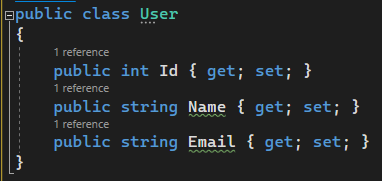 public class User
{
1 reference
public int Id { get; set; }
1 reference
public string Name { get; set; }
1 reference
public string Email { get; set; }
}